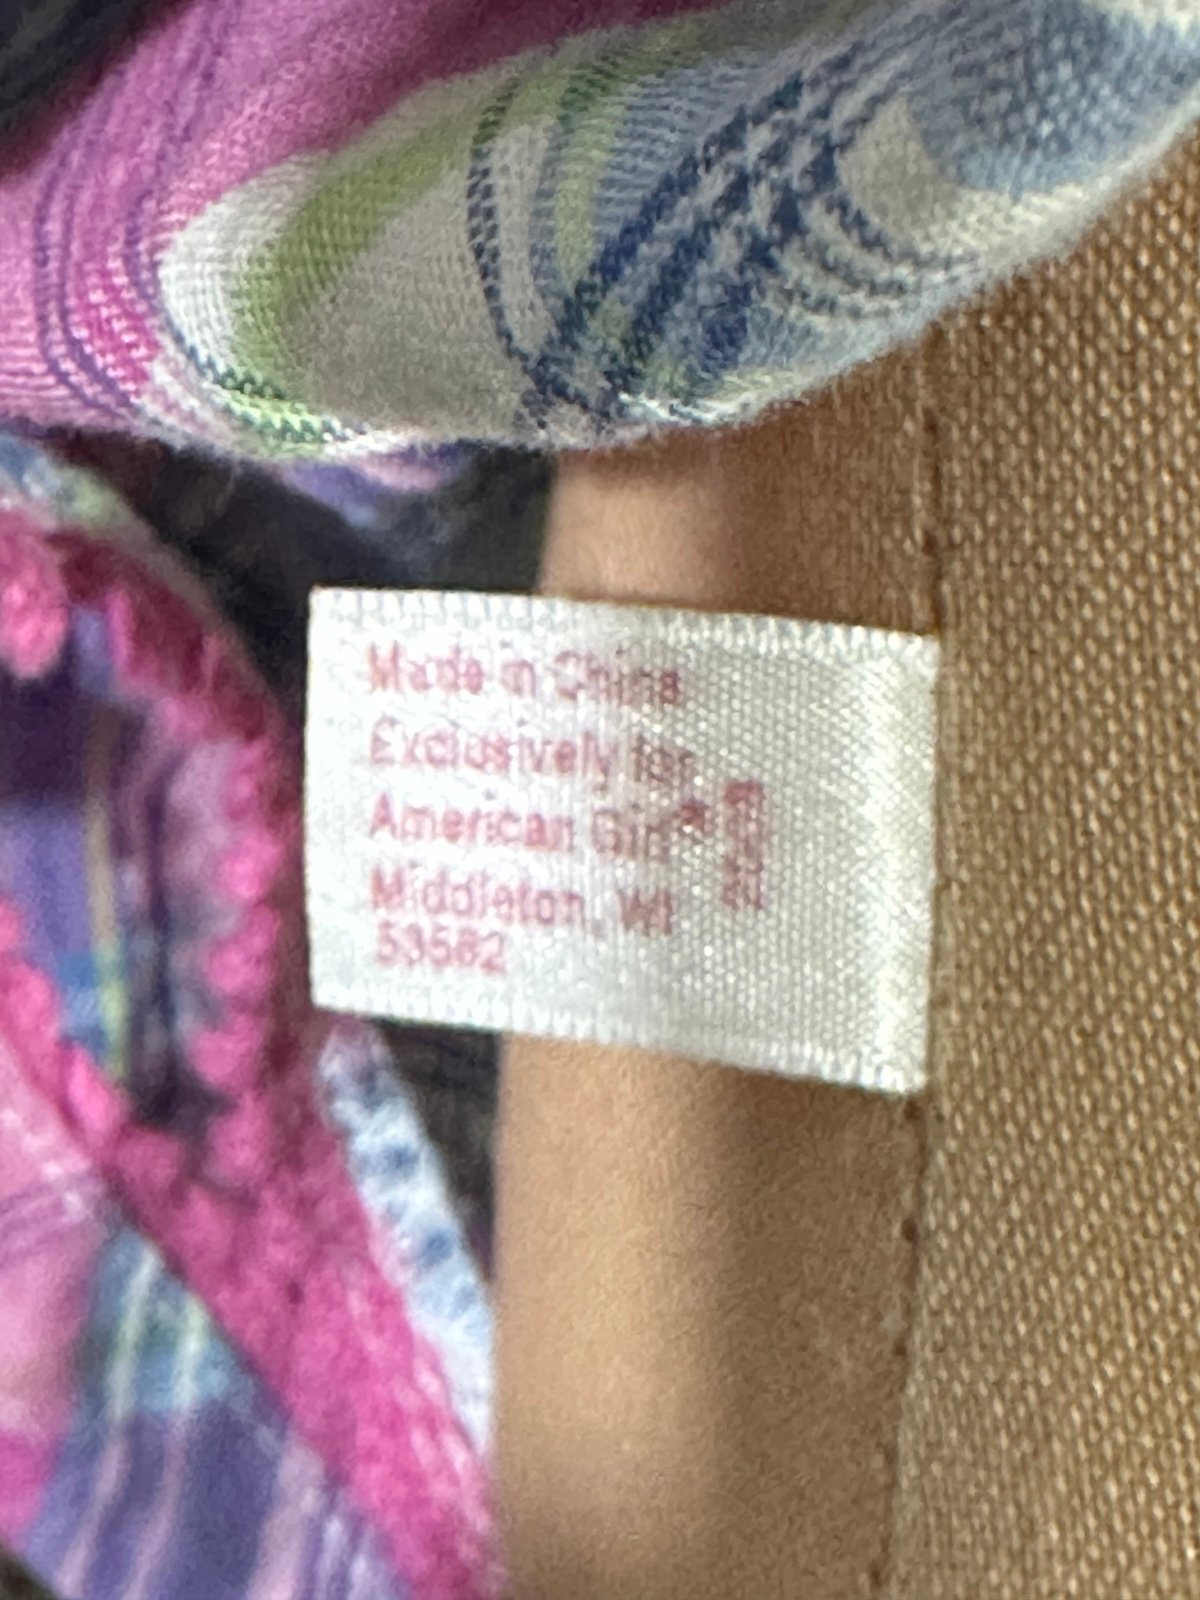 Made in China
Exclusively for
American Girl®
Middleton, WI
53562